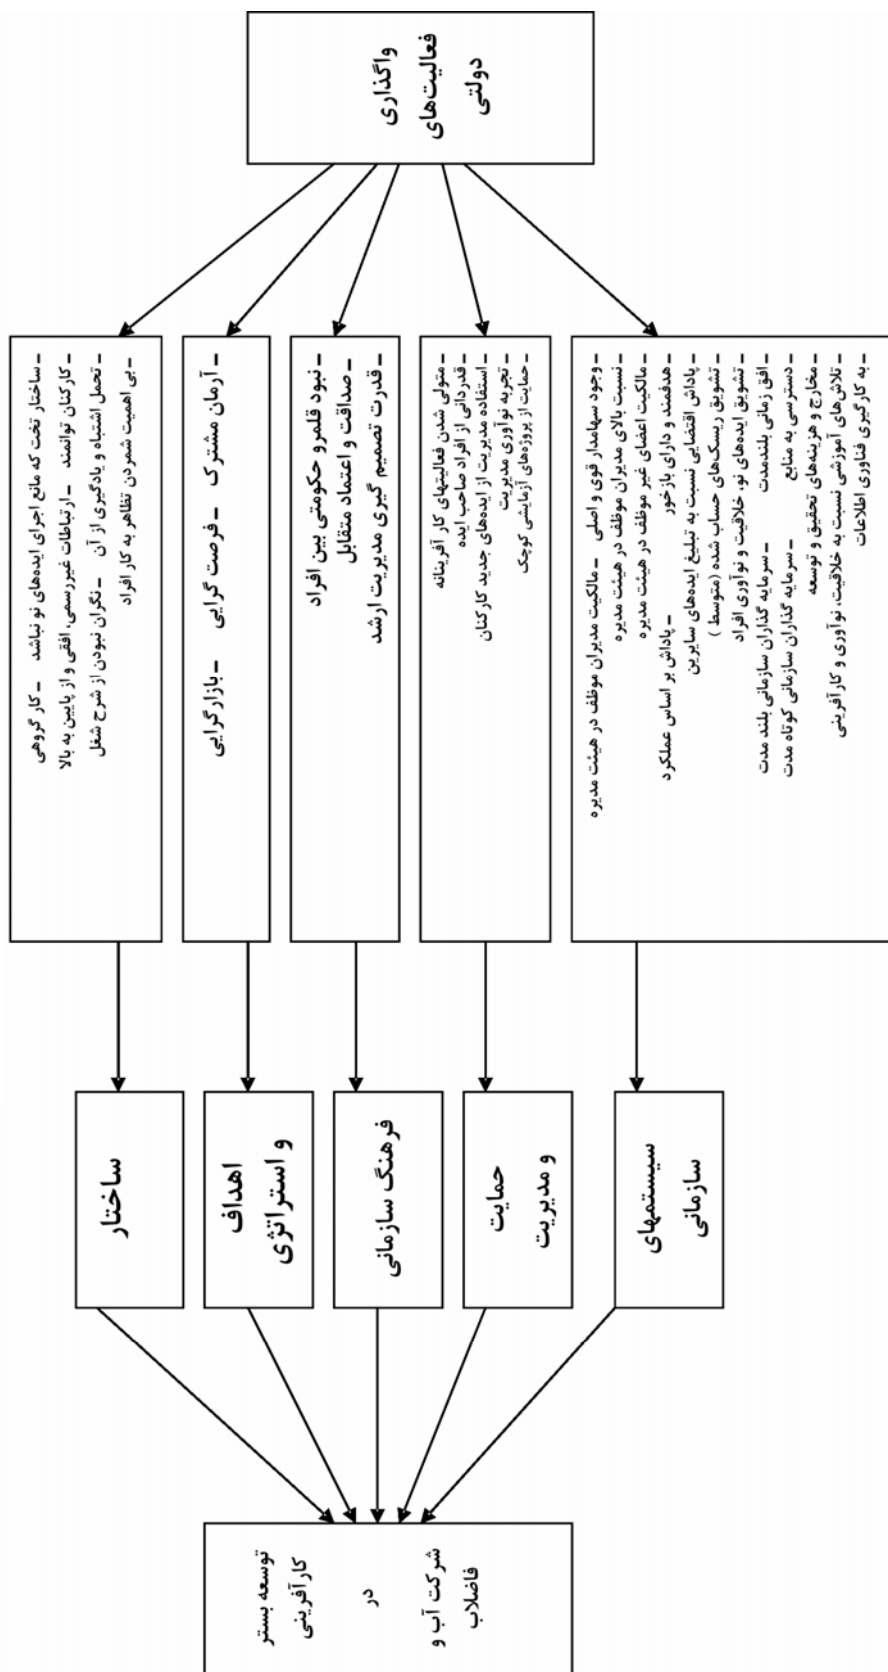 واگذاری
فعالیت‌های
دولتی
ـ ساختار تخت که مانع اجرای ایده‌های نو نباشد ـ کار گروهی
ـ کارکنان توانمند ـ ارتباطات غیررسمی، افقی و از پایین به بالا
ـ تحمل اشتباه و یادگیری از آن ـ نگران نبودن از شرح شغل
ـ بی اهمیت شمردن تظاهر به کار افراد
ـ آرمان مشترک ـ فرصت گرایی ـ بازارگرایی
ـ نبود قلمرو حکومتی بین افراد
ـ صداقت و اعتماد متقابل
ـ قدرت تصمیم گیری مدیریت ارشد
ـ متولی شدن فعالیتهای کار آفرینانه
ـ قدردانی از افراد صاحب ایده
ـ استفاده مدیریت از ایده‌های جدید کارکنان
ـ تجربه نوآوری مدیریت
ـ حمایت از پروژه‌های آزمایشی کوچک
ـ وجود سهامدار قوی و اصلی ـ مالکیت مدیران موظف در هیئت مدیره
ـ نسبت بالای مدیران موظف در هیئت مدیره
ـ مالکیت اعضای غیر موظف در هیئت مدیره
ـ هدفمند و دارای بازخور ـ پاداش بر اساس عملکرد
ـ پاداش اقتضایی نسبت به تبلیغ ایده‌های سایرین
ـ تشویق ریسک‌های حساب شده (متوسط )
ـ تشویق ایده‌های نو، خلاقیت و نوآوری افراد
ـ افق زمانی بلندمدت ـ سرمایه گذاران سازمانی بلند مدت
ـ دسترسی به منابع ـ سرمایه گذاران سازمانی کوتاه مدت
ـ مخارج و هزینه‌های تحقیق و توسعه
ـ تلاش‌های آموزشی نسبت به خلاقیت، نوآوری و کارآفرینی
ـ به کارگیری فناوری اطلاعات
ساختار
اهداف
و استراتژی
فرهنگ سازمانی
حمایت
و مدیریت
سیستمهای
سازمانی
توسعه بستر
کارآفرینی
در
شرکت آب و
فاضلاب